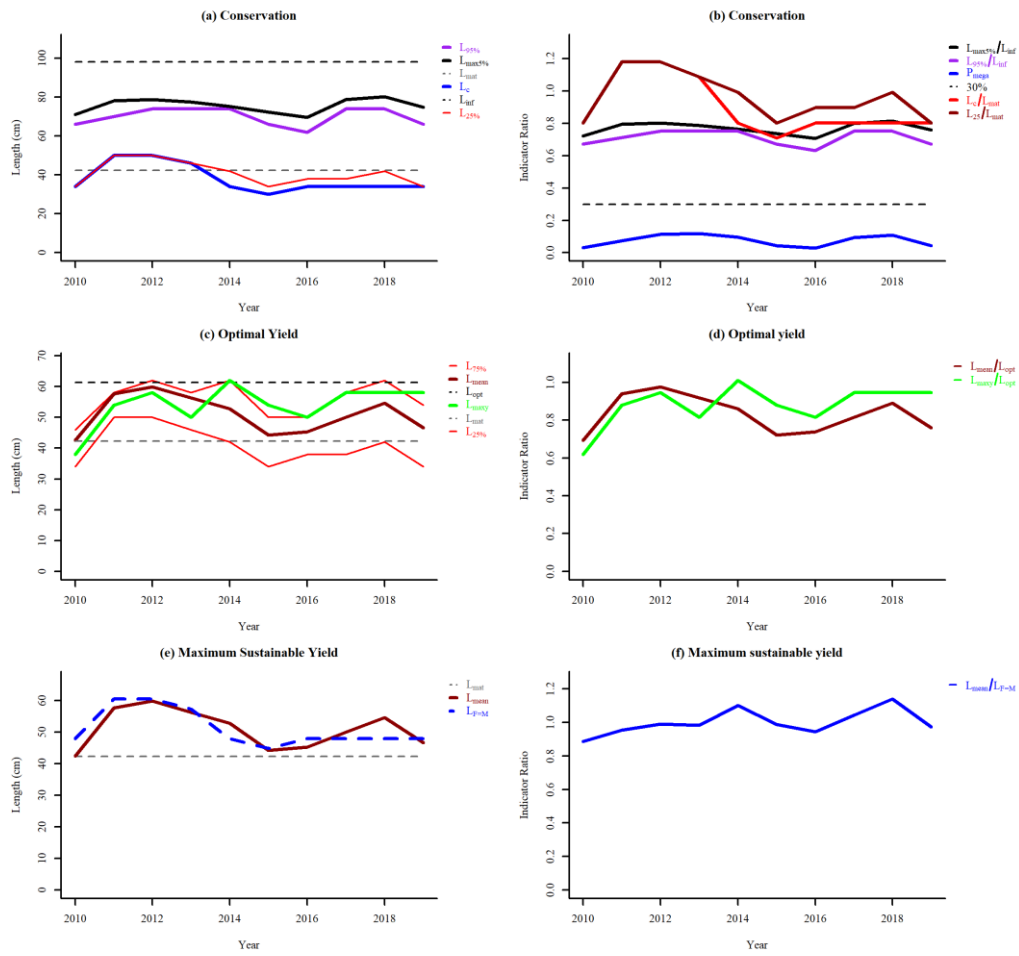 (a) Conservation
Length (cm)
100
80
60
40
20
0
2010 2012 2014 2016 2018
Year
L95%
Lmax5%
Lmat
Lc
Linf
L25%
(b) Conservation
Indicator Ratio
1.2
1.0
0.8
0.6
0.4
0.2
0.0
2010 2012 2014 2016 2018
Year
Lmax5%/Linf
L95%/Linf
Pmega
30%
Lc/Lmat
L25/Lmat
(c) Optimal Yield
Length (cm)
70
60
50
40
30
20
10
0
2010 2012 2014 2016 2018
Year
L75%
Lmean
Lopt
Lmaxy
Lmat
L25%
(d) Optimal yield
Indicator Ratio
1.0
0.8
0.6
0.4
0.2
0.0
2010 2012 2014 2016 2018
Year
Lmean/Lopt
Lmaxy/Lopt
(e) Maximum Sustainable Yield
Length (cm)
60
50
40
30
20
10
0
2010 2012 2014 2016 2018
Year
Lmat
Lmean
LF=M
(f) Maximum sustainable yield
Indicator Ratio
1.2
1.0
0.8
0.6
0.4
0.2
0.0
2010 2012 2014 2016 2018
Year
Lmean/LF=M